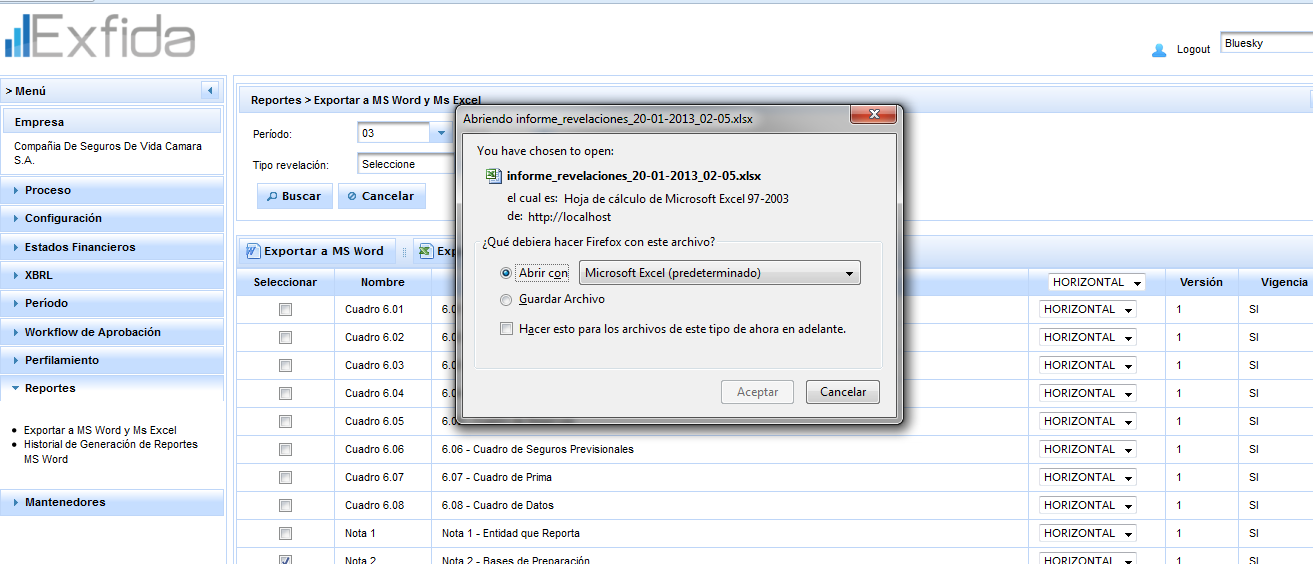 Exfida
Logout
Bluesky
> Menú
Empresa
Compañia De Seguros De Vida Camara
S.A.
Proceso
Configuración
Estados Financieros
XBRL
Período
Workflow de Aprobación
Perfilamiento
Reportes
Exportar a MS Word y Ms Excel
Historial de Generación de Reportes
MS Word
Mantenedores
Reportes > Exportar a MS Word y Ms Excel
Período:
03
Tipo revelación:
Seleccione
Buscar
Cancelar
Exportar a MS Word
Seleccionar Nombre HORIZONTAL Versión Vigencia
Cuadro 6.01 HORIZONTAL 1 SI
Cuadro 6.02 HORIZONTAL 1 SI
Cuadro 6.03 HORIZONTAL 1 SI
Cuadro 6.04 HORIZONTAL 1 SI
Cuadro 6.05 HORIZONTAL 1 SI
Cuadro 6.06 6.06 - Cuadro de Seguros Previsionales HORIZONTAL 1 SI
Cuadro 6.07 6.07 - Cuadro de Prima HORIZONTAL 1 SI
Cuadro 6.08 6.08 - Cuadro de Datos HORIZONTAL 1 SI
Nota 1 Nota 1 - Entidad que Reporta HORIZONTAL 1 SI
Nota 2 Nota 2 - Bases de Preparación HORIZONTAL 1 SI
Abriendo informe_revelaciones_20-01-2013_02-05.xlsx
You have chosen to open:
informe_revelaciones_20-01-2013_02-05.xlsx
el cual es: Hoja de cálculo de Microsoft Excel 97-2003
de: http://localhost
¿Qué debiera hacer Firefox con este archivo?
Abrir con Microsoft Excel (predeterminado)
Guardar Archivo
Hacer esto para los archivos de este tipo de ahora en adelante.
Aceptar
Cancelar